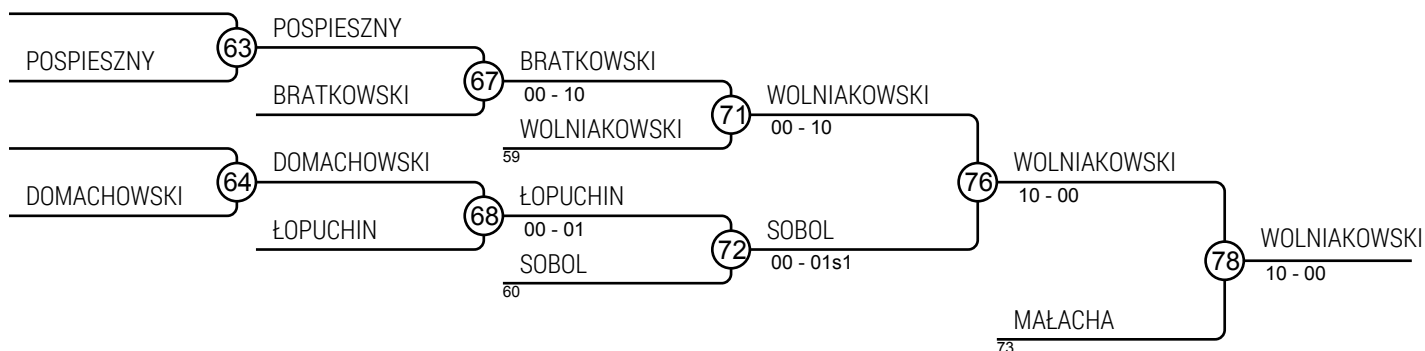 POSPIESZNY
63
POSPIESZNY
BRATKOWSKI
67
BRATKOWSKI
00 - 10
WOLNIAKOWSKI
59
71
WOLNIAKOWSKI
00 - 10
DOMACHOWSKI
64
DOMACHOWSKI
ŁOPUCHIN
68
ŁOPUCHIN
00 - 01
SOBOL
60
72
SOBOL
00 - 01s1
76
WOLNIAKOWSKI
10 - 00
MAŁACHA
73
78
WOLNIAKOWSKI
10 - 00